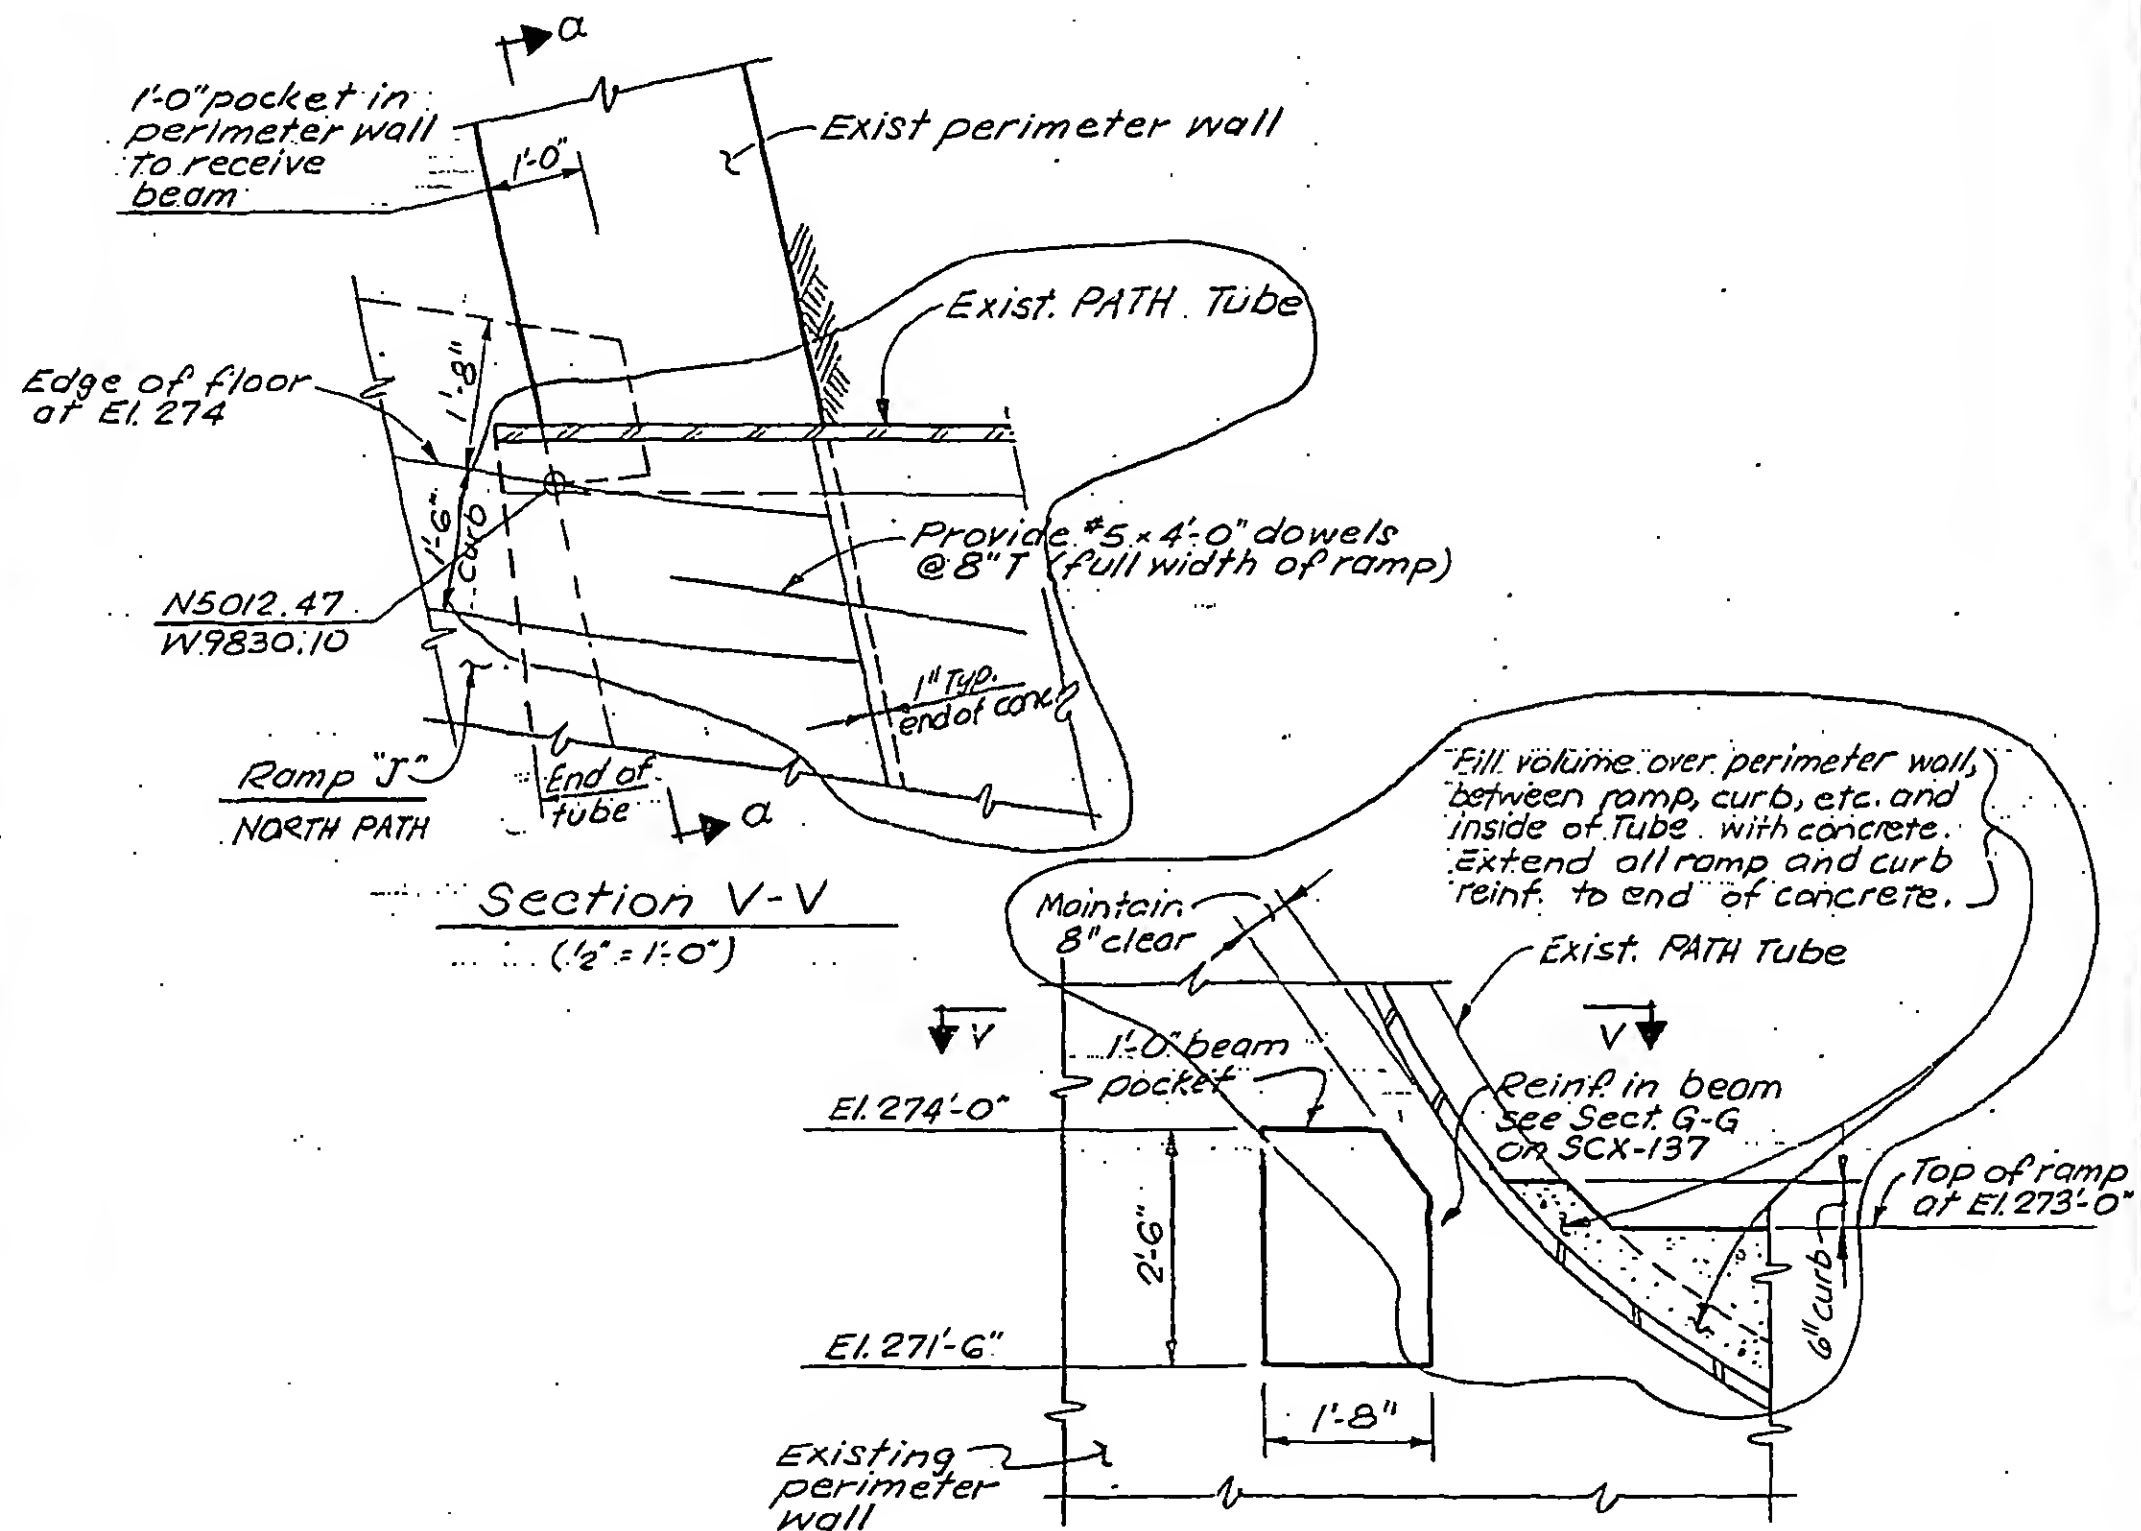 a
1'-0" pocket in
perimeter wall
to receive
beam
1'-0"
Exist perimeter wall
Exist. PATH Tube
1'-8"
Edge of floor
at El. 274
1'-6"
Curb
Provide #5 x 4'-0" dowels
@ 8" T (full width of ramp)
N5012.47
W.9830.10
1" Typ.
end of conc
Ramp "J"
NORTH PATH
End of
tube
a
Section V-V
(1/2" = 1'-0")
Fill volume over perimeter wall,
between ramp, curb, etc. and
inside of Tube with concrete.
Extend all ramp and curb
reinf. to end of concrete.
Maintain
8" clear
Exist. PATH Tube
V
V
1'-0" beam
pocket
El. 274'-0"
Reinf. in beam
see Sect. G-G
on SCX-137
Top of ramp
at El. 273'-0"
2'-6"
6" curb
El. 271'-6"
1'-8"
Existing
perimeter
wall